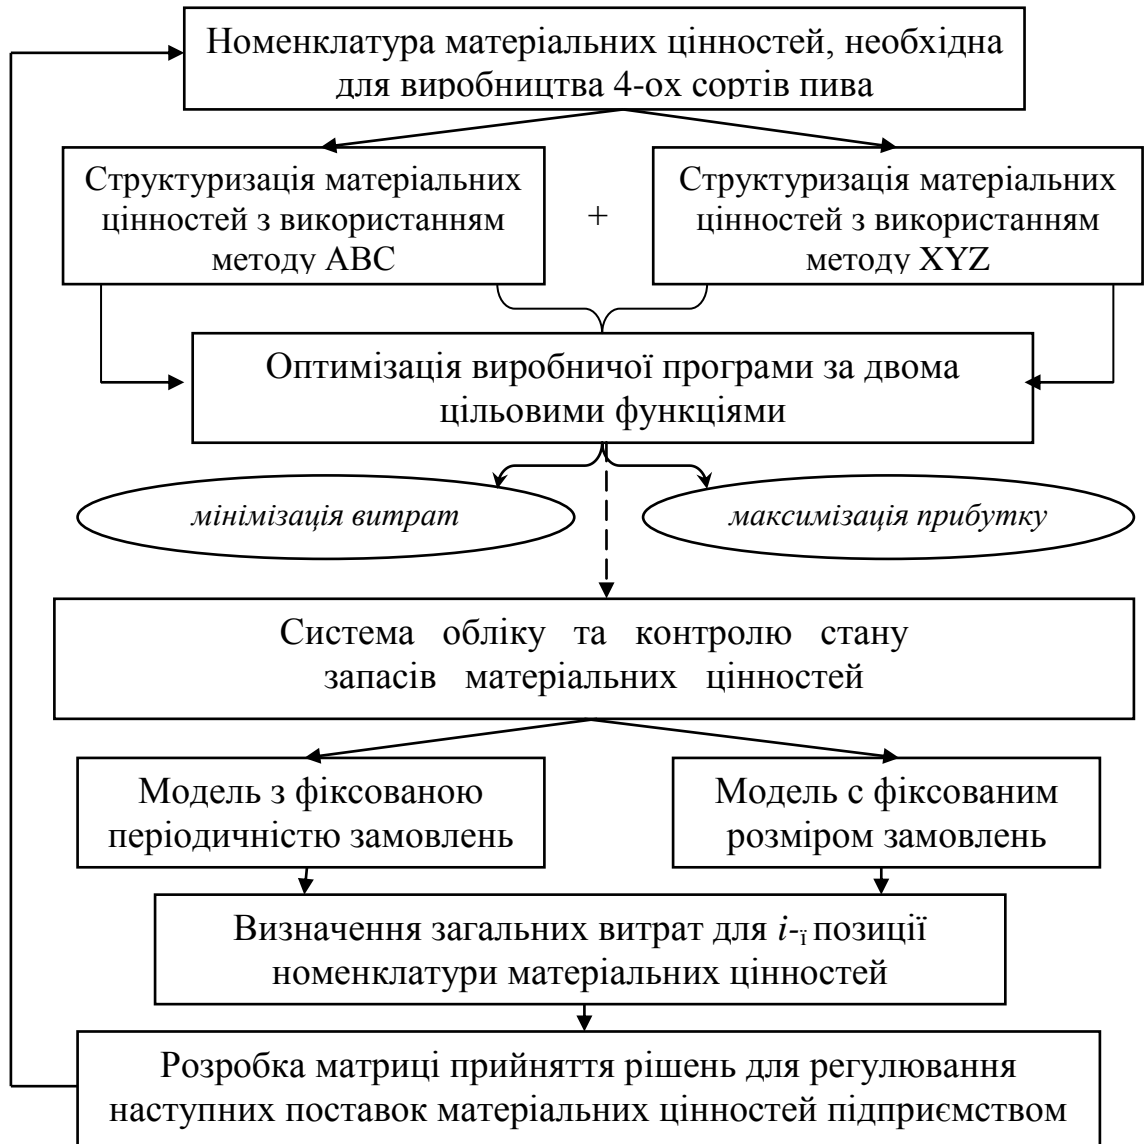 Номенклатура матеріальних цінностей, необхідна
для виробництва 4-ох сортів пива
Структуризація матеріальних
цінностей з використанням
методу ABC
+
Структуризація матеріальних
цінностей з використанням
методу XYZ
Оптимізація виробничої програми за двома
цільовими функціями
мінімізація витрат
максимізація прибутку
Система обліку та контролю стану
запасів матеріальних цінностей
Модель з фіксованою
періодичністю замовлень
Модель с фіксованим
розміром замовлень
Визначення загальних витрат для i-ї позиції
номенклатури матеріальних цінностей
Розробка матриці прийняття рішень для регулювання
наступних поставок матеріальних цінностей підприємством